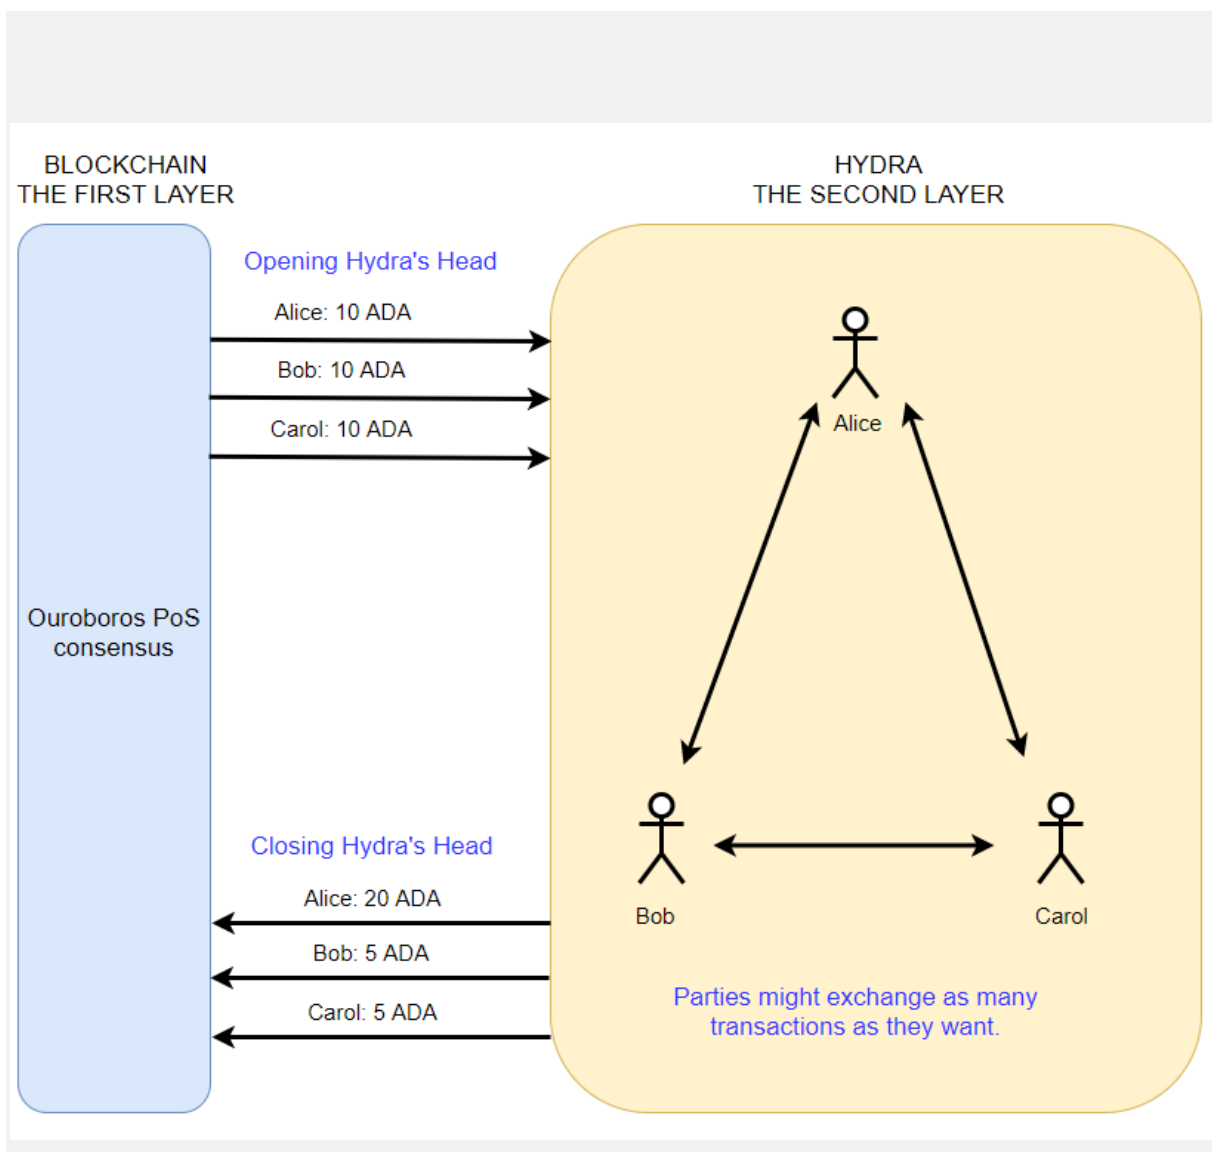 BLOCKCHAIN
THE FIRST LAYER
HYDRA
THE SECOND LAYER
Opening Hydra's Head
Alice: 10 ADA
Bob: 10 ADA
Carol: 10 ADA
Alice
Ouroboros PoS
consensus
Closing Hydra's Head
Alice: 20 ADA
Bob: 5 ADA
Carol: 5 ADA
Bob
Carol
Parties might exchange as many
transactions as they want.